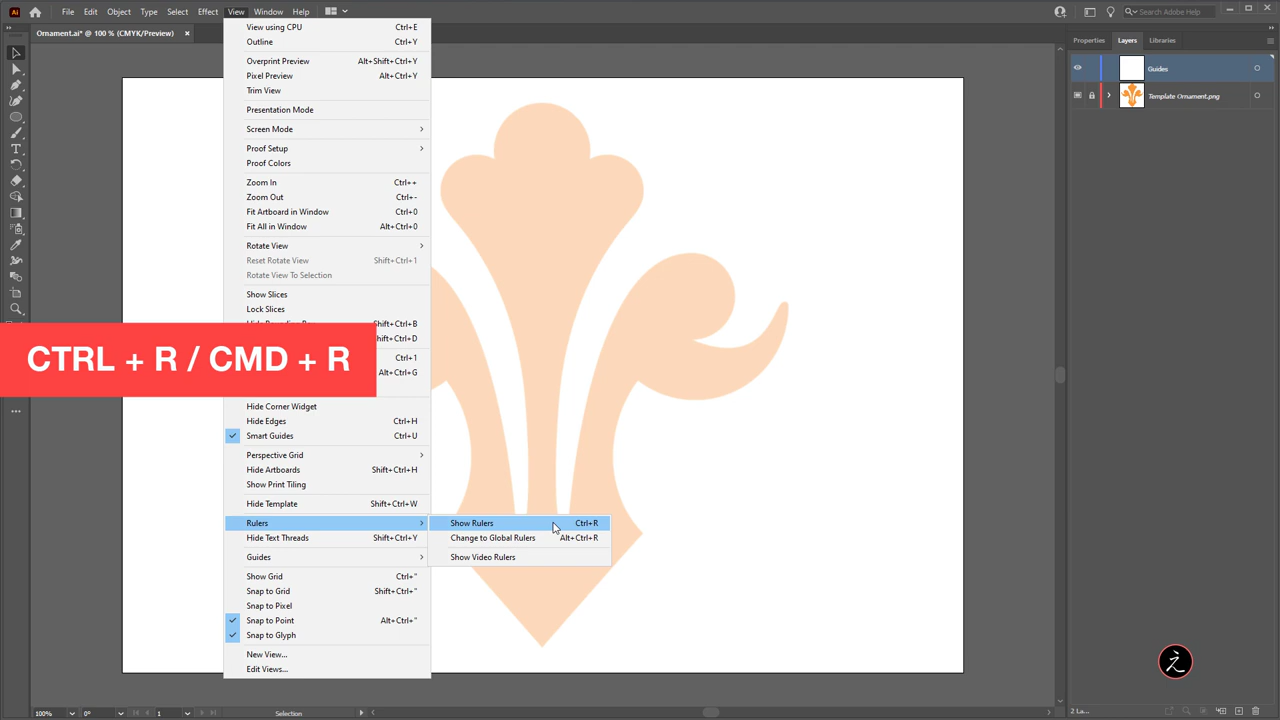 Ai
File Edit Object Type Select Effect View Window Help
Search Adobe Help
Ornament.ai* @ 100 % (CMYK/Preview) ×
Properties Layers Libraries
Guides
Template Ornament.png
View using CPU Ctrl+E
Outline Ctrl+Y
Overprint Preview Alt+Shift+Ctrl+Y
Pixel Preview Alt+Ctrl+Y
Trim View
Presentation Mode
Screen Mode
Proof Setup
Proof Colors
Zoom In Ctrl++
Zoom Out Ctrl+-
Fit Artboard in Window Ctrl+0
Fit All in Window Alt+Ctrl+0
Rotate View
Reset Rotate View Shift+Ctrl+1
Rotate View To Selection
Show Slices
Lock Slices
Shift+Ctrl+B
Shift+Ctrl+D
Ctrl+1
Alt+Ctrl+G
CTRL + R / CMD + R
Hide Corner Widget
Hide Edges Ctrl+H
Smart Guides Ctrl+U
Perspective Grid
Hide Artboards Shift+Ctrl+H
Show Print Tiling
Hide Template Shift+Ctrl+W
Rulers
Hide Text Threads Shift+Ctrl+Y
Guides
Show Grid Ctrl+"
Snap to Grid Shift+Ctrl+"
Snap to Pixel
Snap to Point Alt+Ctrl+"
Snap to Glyph
New View...
Edit Views...
Show Rulers Ctrl+R
Change to Global Rulers Alt+Ctrl+R
Show Video Rulers
100% 0° 1 Selection
2 La...